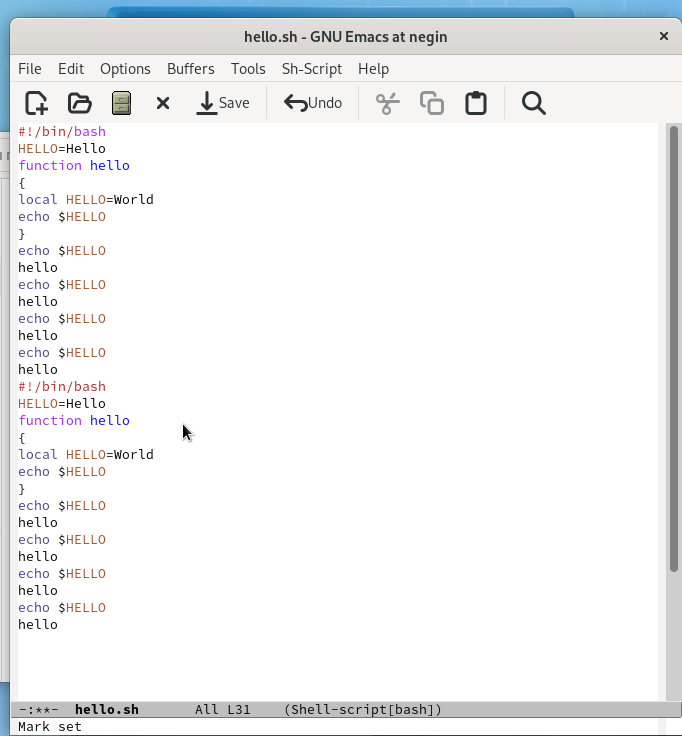 hello.sh - GNU Emacs at negin
File Edit Options Buffers Tools Sh-Script Help
Save Undo
#!/bin/bash
HELLO=Hello
function hello
{
local HELLO=World
echo $HELLO
}
echo $HELLO
hello
echo $HELLO
hello
echo $HELLO
hello
echo $HELLO
hello
#!/bin/bash
HELLO=Hello
function hello
{
local HELLO=World
echo $HELLO
}
echo $HELLO
hello
echo $HELLO
hello
echo $HELLO
hello
echo $HELLO
hello
-:**- hello.sh All L31 (Shell-script[bash])
Mark set